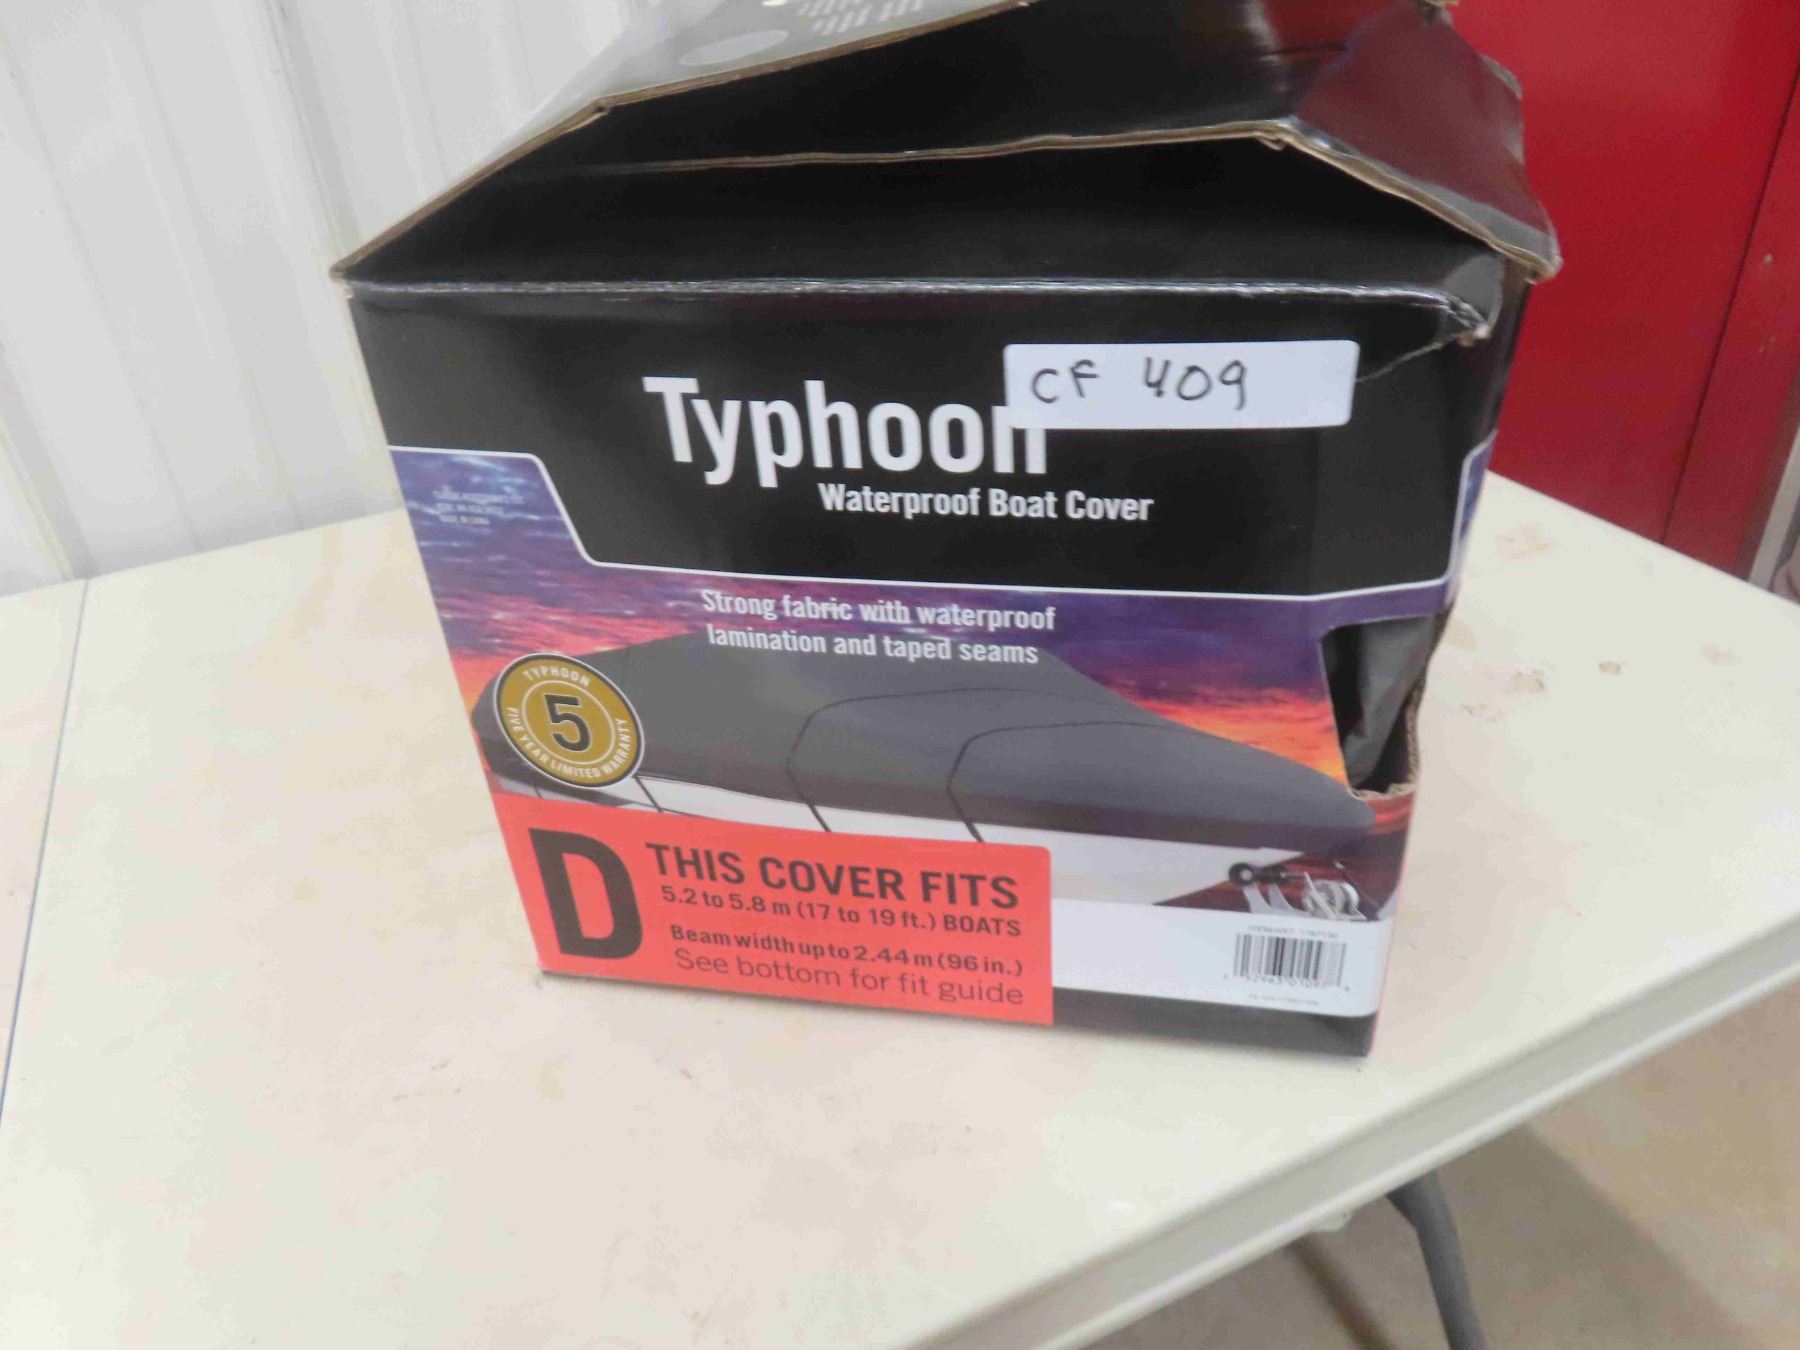 CF 409
Typhoon
Waterproof Boat Cover
Strong fabric with waterproof
lamination and taped seams
TYPHOON
5
FIVE YEAR LIMITED WARRANTY
D
THIS COVER FITS
5.2 to 5.8 m (17 to 19 ft.) BOATS
Beam width up to 2.44 m (96 in.)
See bottom for fit guide